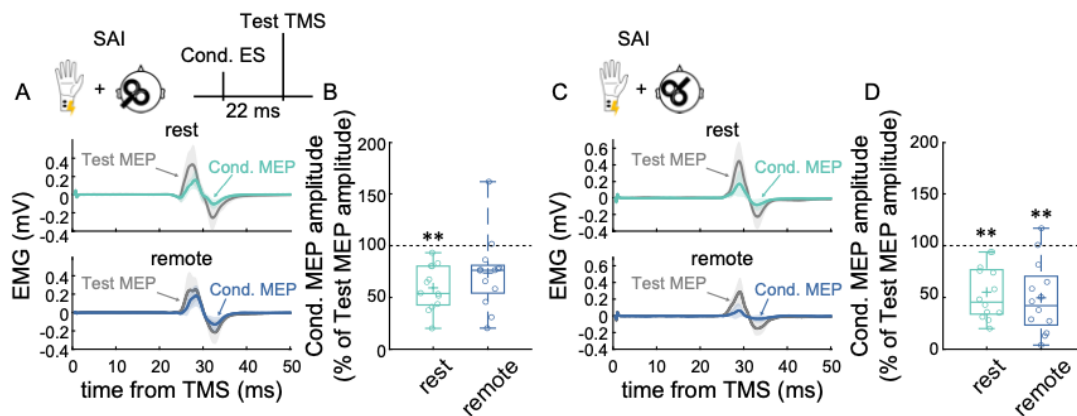 Test TMS
SAI
Cond. ES
22 ms
A
rest
Test MEP
Cond. MEP
0.4
0.2
0
-0.2
-0.4
EMG (mV)
remote
Test MEP
Cond. MEP
0.4
0.2
0
-0.2
-0.4
0 10 20 30 40 50
time from TMS (ms)
B
Cond. MEP amplitude
(% of Test MEP amplitude)
200
150
100
50
0
**
rest
remote
SAI
C
rest
Test MEP
Cond. MEP
0.6
0.4
0.2
0
-0.2
-0.4
EMG (mV)
remote
Test MEP
Cond. MEP
0.6
0.4
0.2
0
-0.2
-0.4
0 10 20 30 40 50
time from TMS (ms)
D
Cond. MEP amplitude
(% of Test MEP amplitude)
200
150
100
50
0
**
**
rest
remote